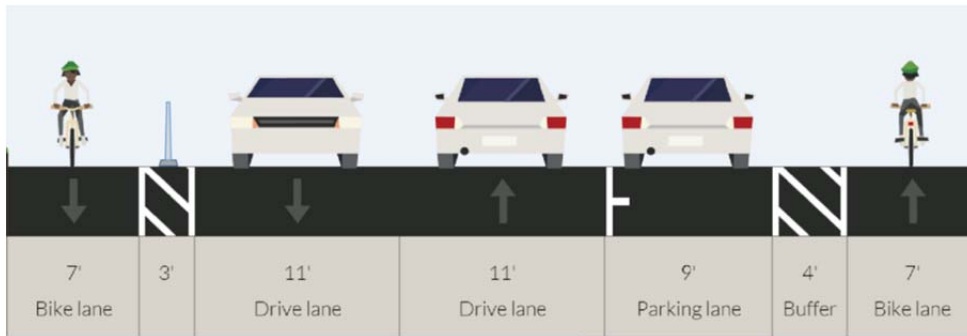 7'
Bike lane
3'
11'
Drive lane
11'
Drive lane
9'
Parking lane
4'
Buffer
7'
Bike lane